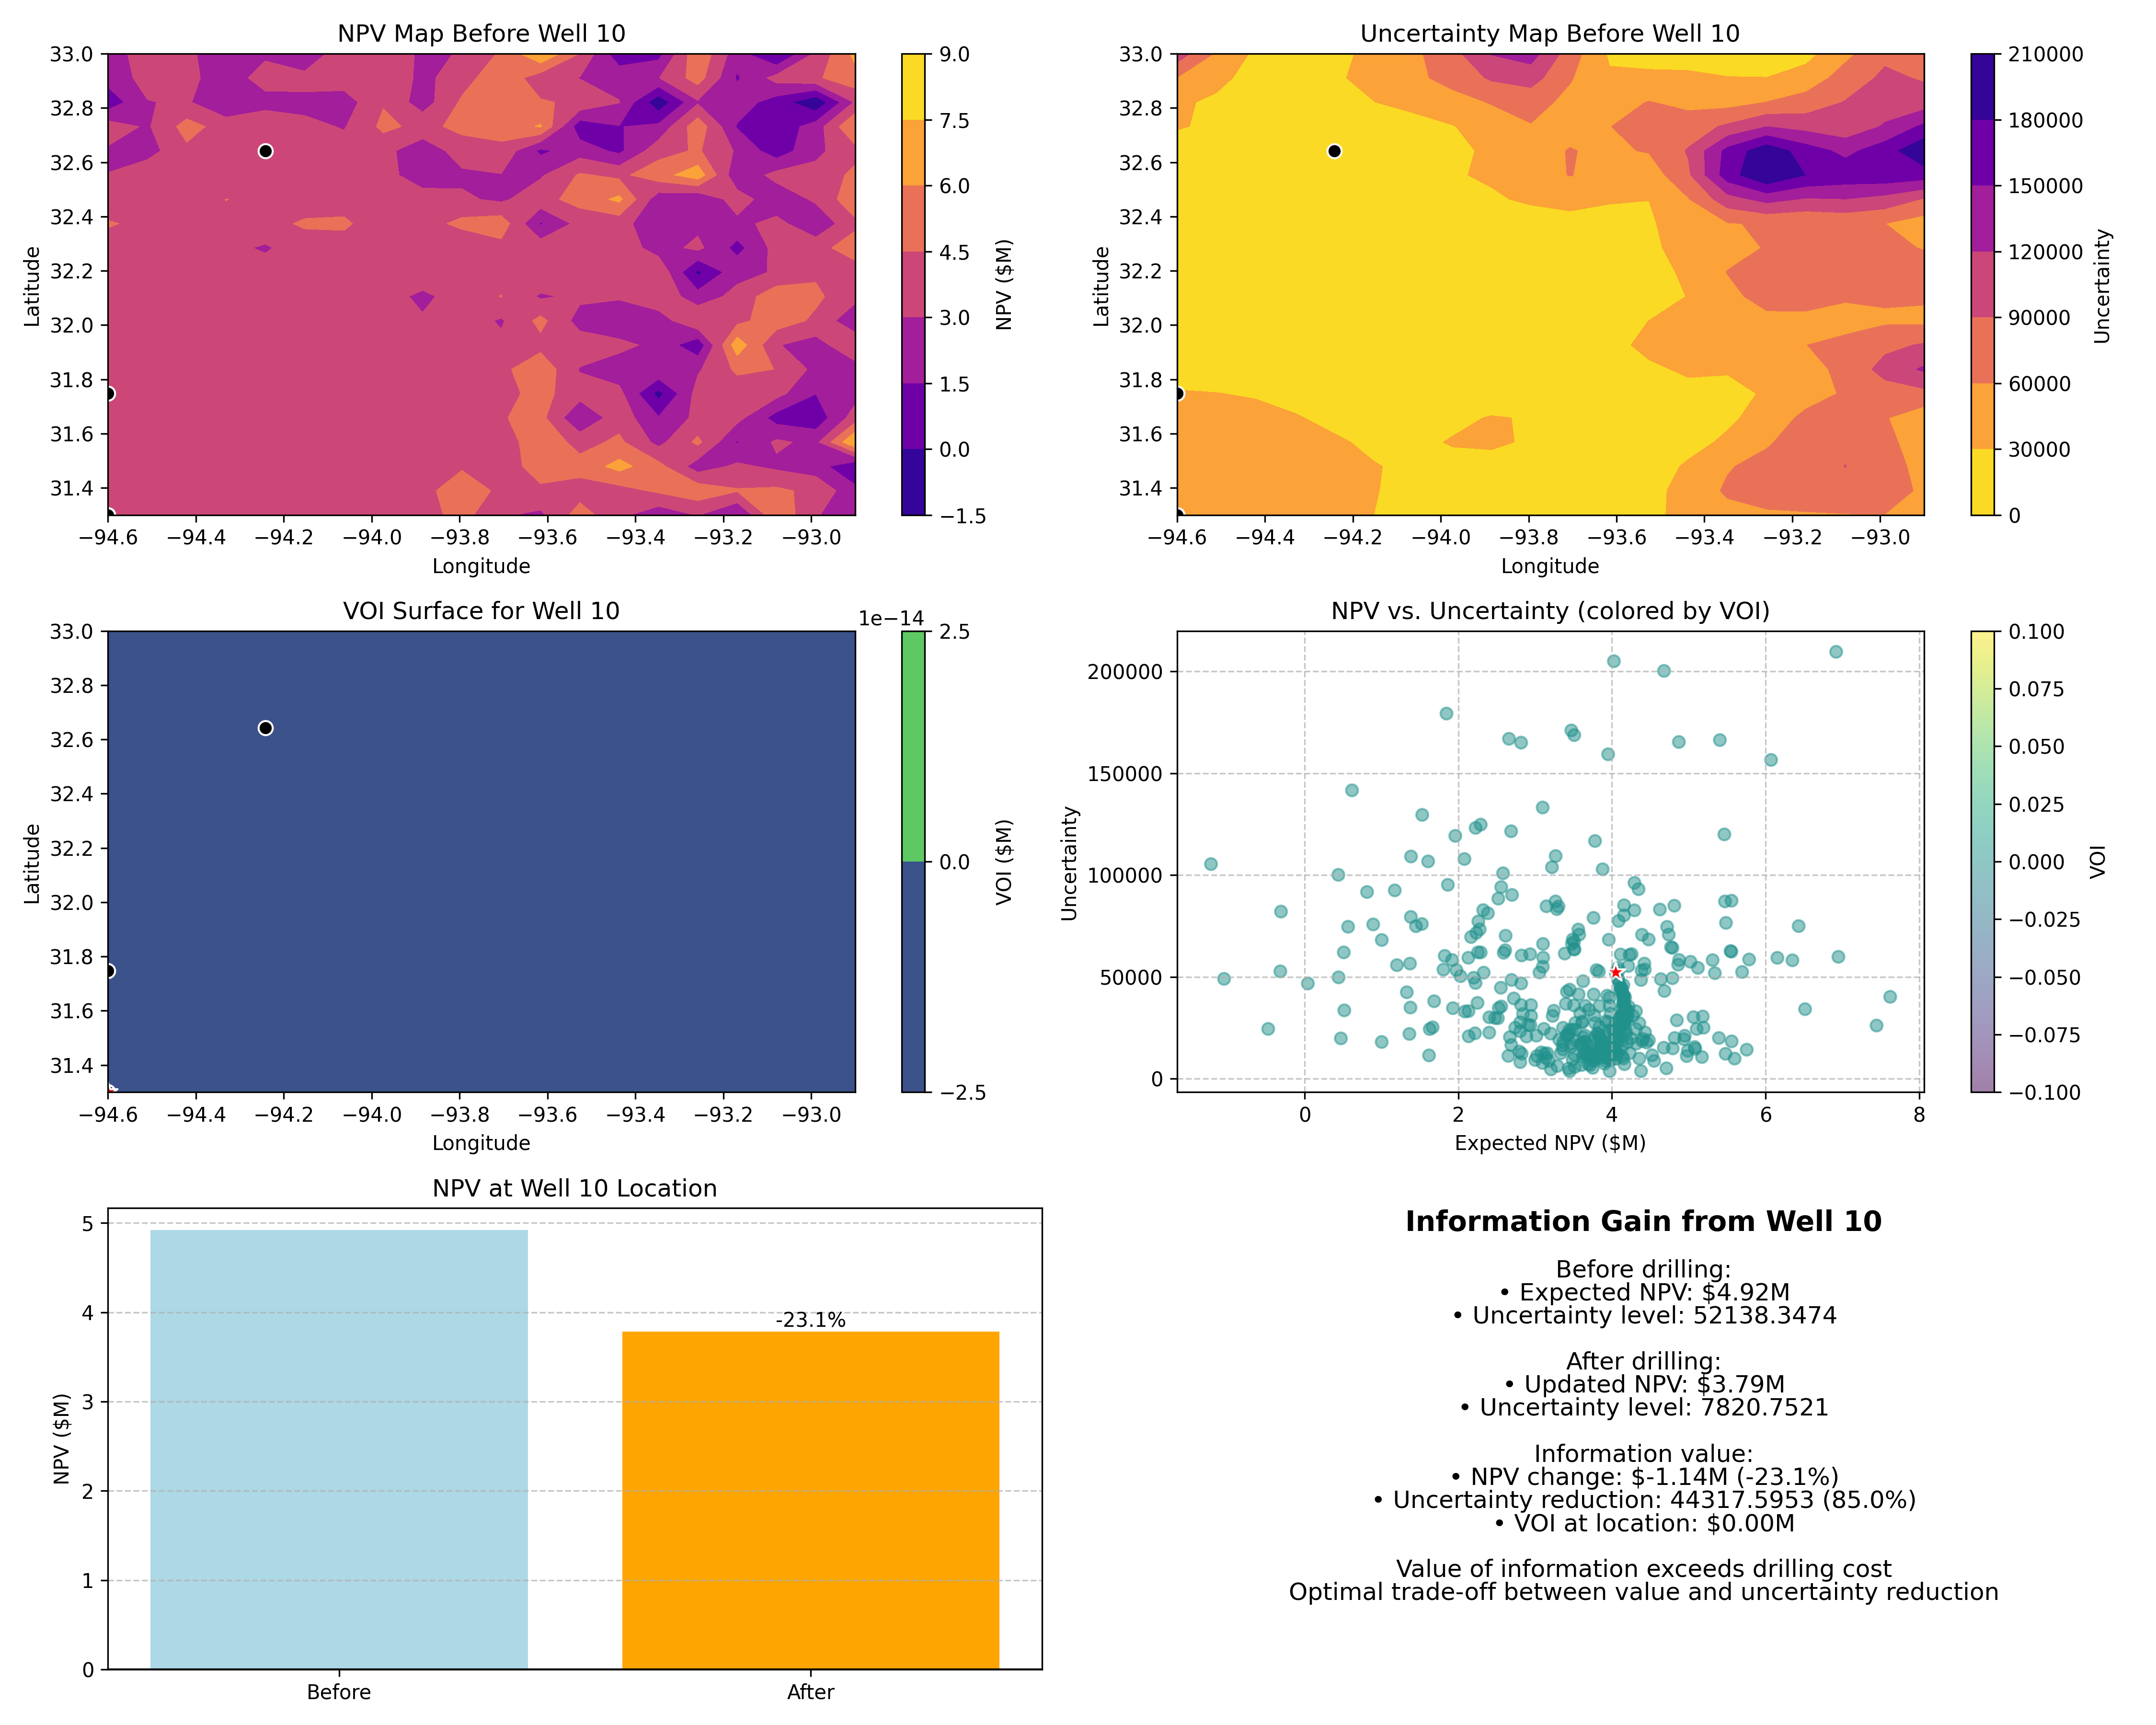 NPV Map Before Well 10
33.0
32.8
32.6
32.4
32.2
32.0
31.8
31.6
31.4
Latitude
−94.6 −94.4 −94.2 −94.0 −93.8 −93.6 −93.4 −93.2 −93.0
Longitude
9.0
7.5
6.0
4.5
3.0
1.5
0.0
−1.5
NPV ($M)
Uncertainty Map Before Well 10
33.0
32.8
32.6
32.4
32.2
32.0
31.8
31.6
31.4
Latitude
−94.6 −94.4 −94.2 −94.0 −93.8 −93.6 −93.4 −93.2 −93.0
Longitude
210000
180000
150000
120000
90000
60000
30000
0
Uncertainty
VOI Surface for Well 10
33.0
32.8
32.6
32.4
32.2
32.0
31.8
31.6
31.4
Latitude
−94.6 −94.4 −94.2 −94.0 −93.8 −93.6 −93.4 −93.2 −93.0
Longitude
1e−14
2.5
0.0
−2.5
VOI ($M)
NPV vs. Uncertainty (colored by VOI)
200000
150000
100000
50000
0
Uncertainty
0 2 4 6 8
Expected NPV ($M)
0.100
0.075
0.050
0.025
0.000
−0.025
−0.050
−0.075
−0.100
VOI
NPV at Well 10 Location
5
4
3
2
1
0
NPV ($M)
-23.1%
Before After
Information Gain from Well 10
Before drilling:
• Expected NPV: $4.92M
• Uncertainty level: 52138.3474
After drilling:
• Updated NPV: $3.79M
• Uncertainty level: 7820.7521
Information value:
• NPV change: $-1.14M (-23.1%)
• Uncertainty reduction: 44317.5953 (85.0%)
• VOI at location: $0.00M
Value of information exceeds drilling cost
Optimal trade-off between value and uncertainty reduction